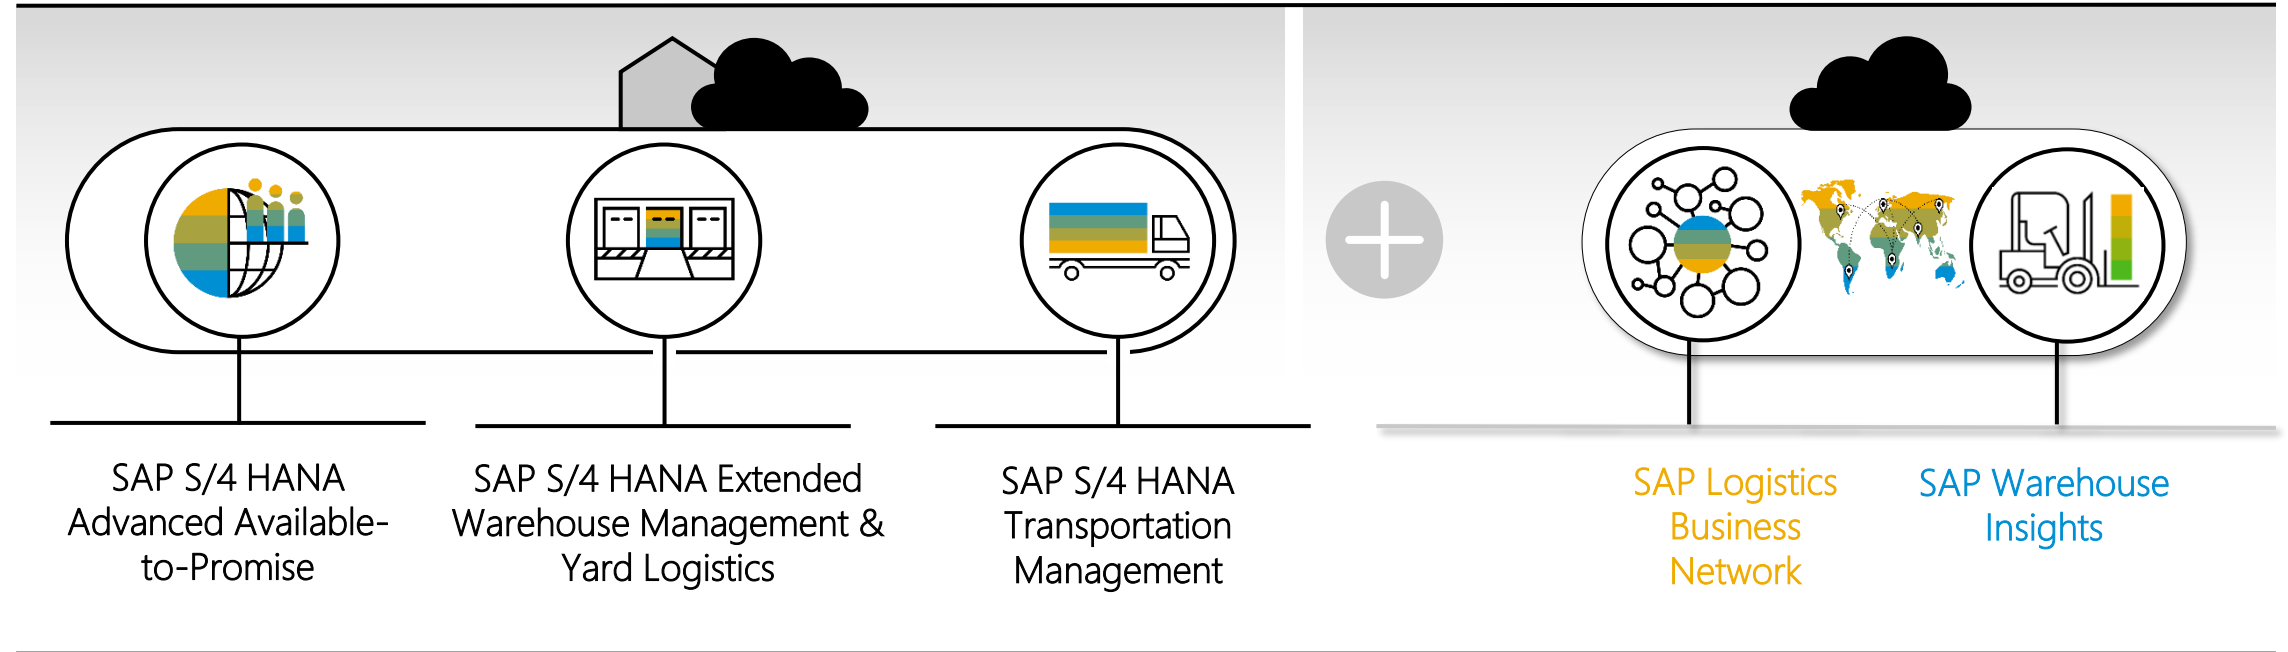 SAP S/4 HANA
Advanced Available-
to-Promise
SAP S/4 HANA Extended
Warehouse Management &
Yard Logistics
SAP S/4 HANA
Transportation
Management
SAP Logistics
Business
Network
SAP Warehouse
Insights